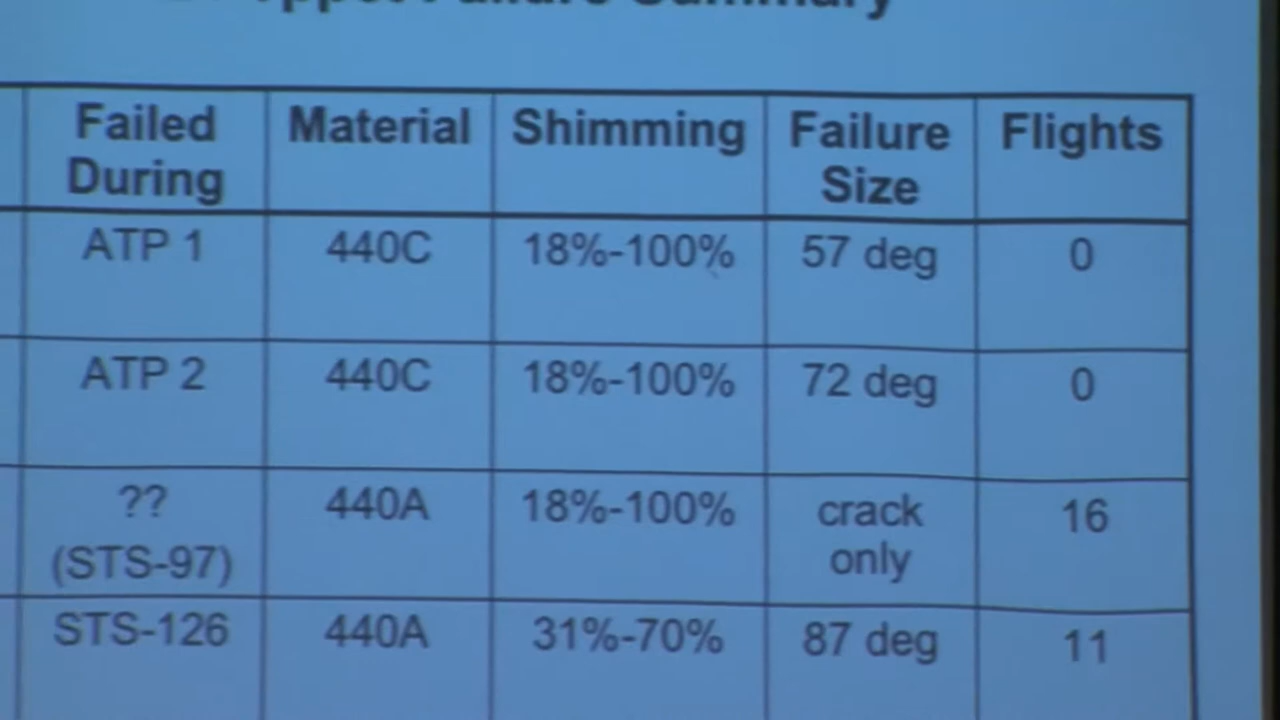 Failure Summary
Failed During Material Shimming Failure Size Flights
ATP 1 440C 18%-100% 57 deg 0
ATP 2 440C 18%-100% 72 deg 0
?? (STS-97) 440A 18%-100% crack only 16
STS-126 440A 31%-70% 87 deg 11